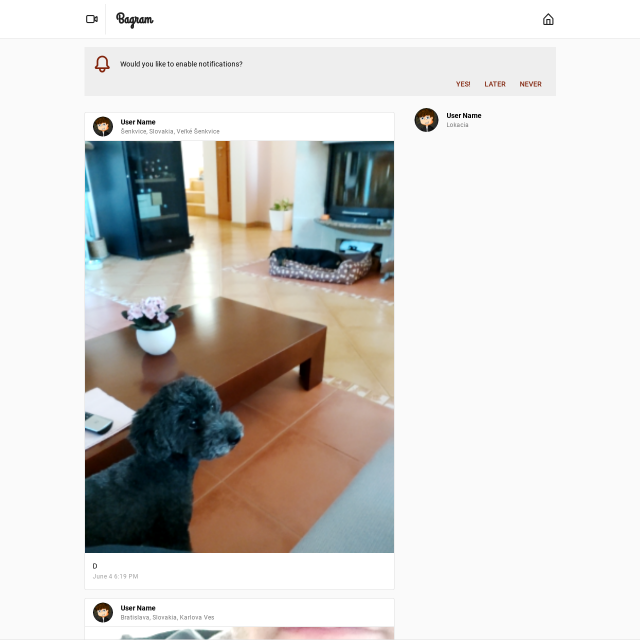 Bagram
Would you like to enable notifications?
YES! LATER NEVER
User Name
Šenkvice, Slovakia, Veľké Šenkvice
User Name
Lokacia
D
June 4 6:19 PM
User Name
Bratislava, Slovakia, Karlova Ves